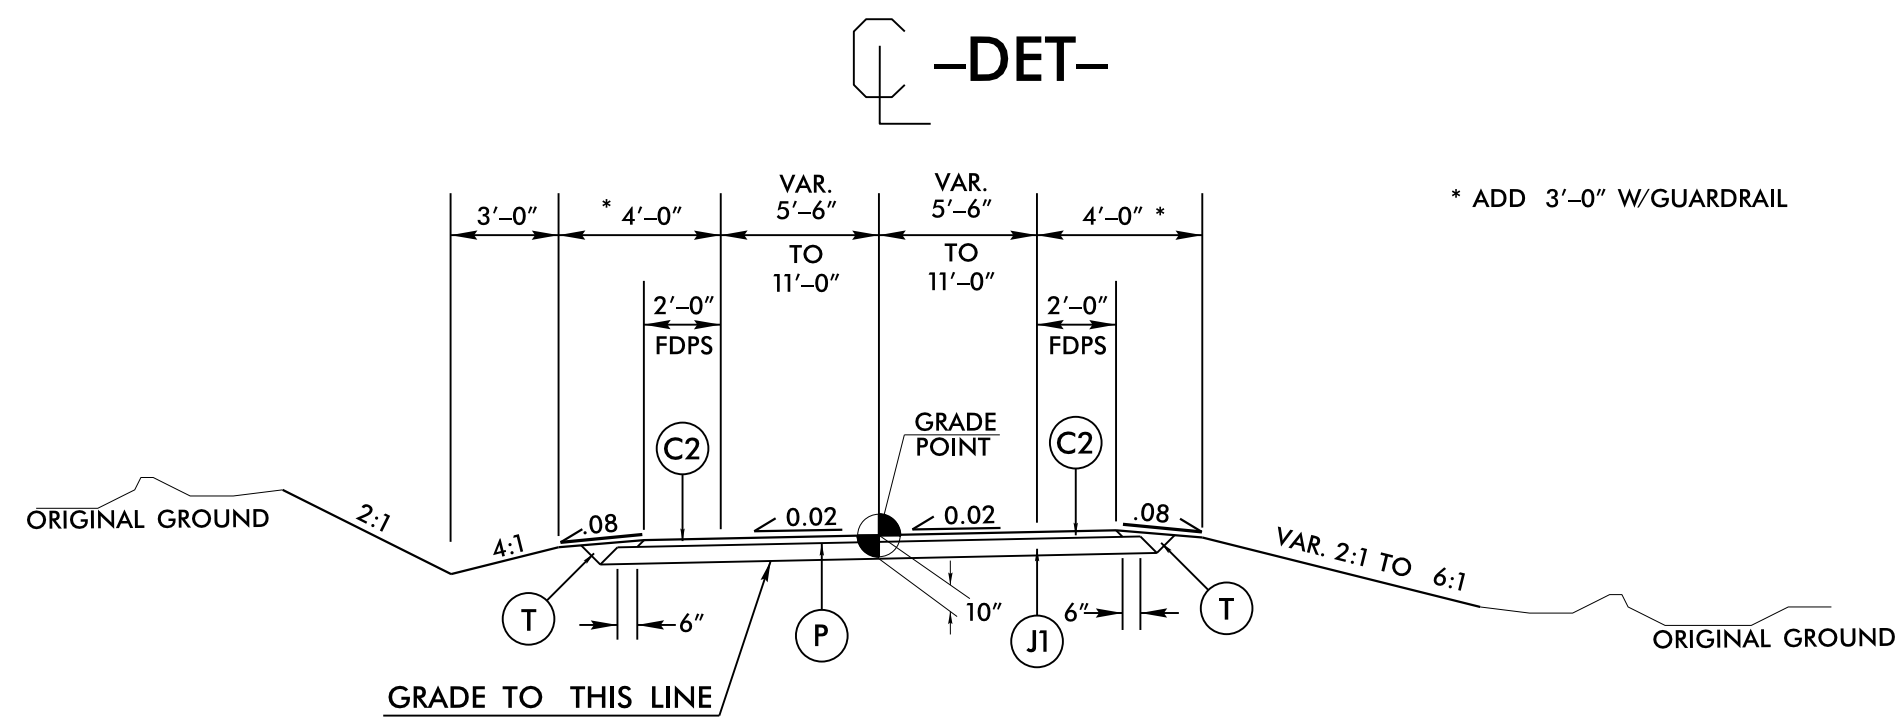 ℄ –DET–
VAR.
5'–6"
TO
11'–0"
VAR.
5'–6"
TO
11'–0"
3'–0"
* 4'–0"
4'–0" *
* ADD 3'–0" W/GUARDRAIL
2'–0"
FDPS
2'–0"
FDPS
C2
GRADE
POINT
C2
ORIGINAL GROUND
2:1
4:1
.08
0.02
0.02
.08
VAR. 2:1 TO 6:1
T
6"
P
10"
J1
6"
T
ORIGINAL GROUND
GRADE TO THIS LINE